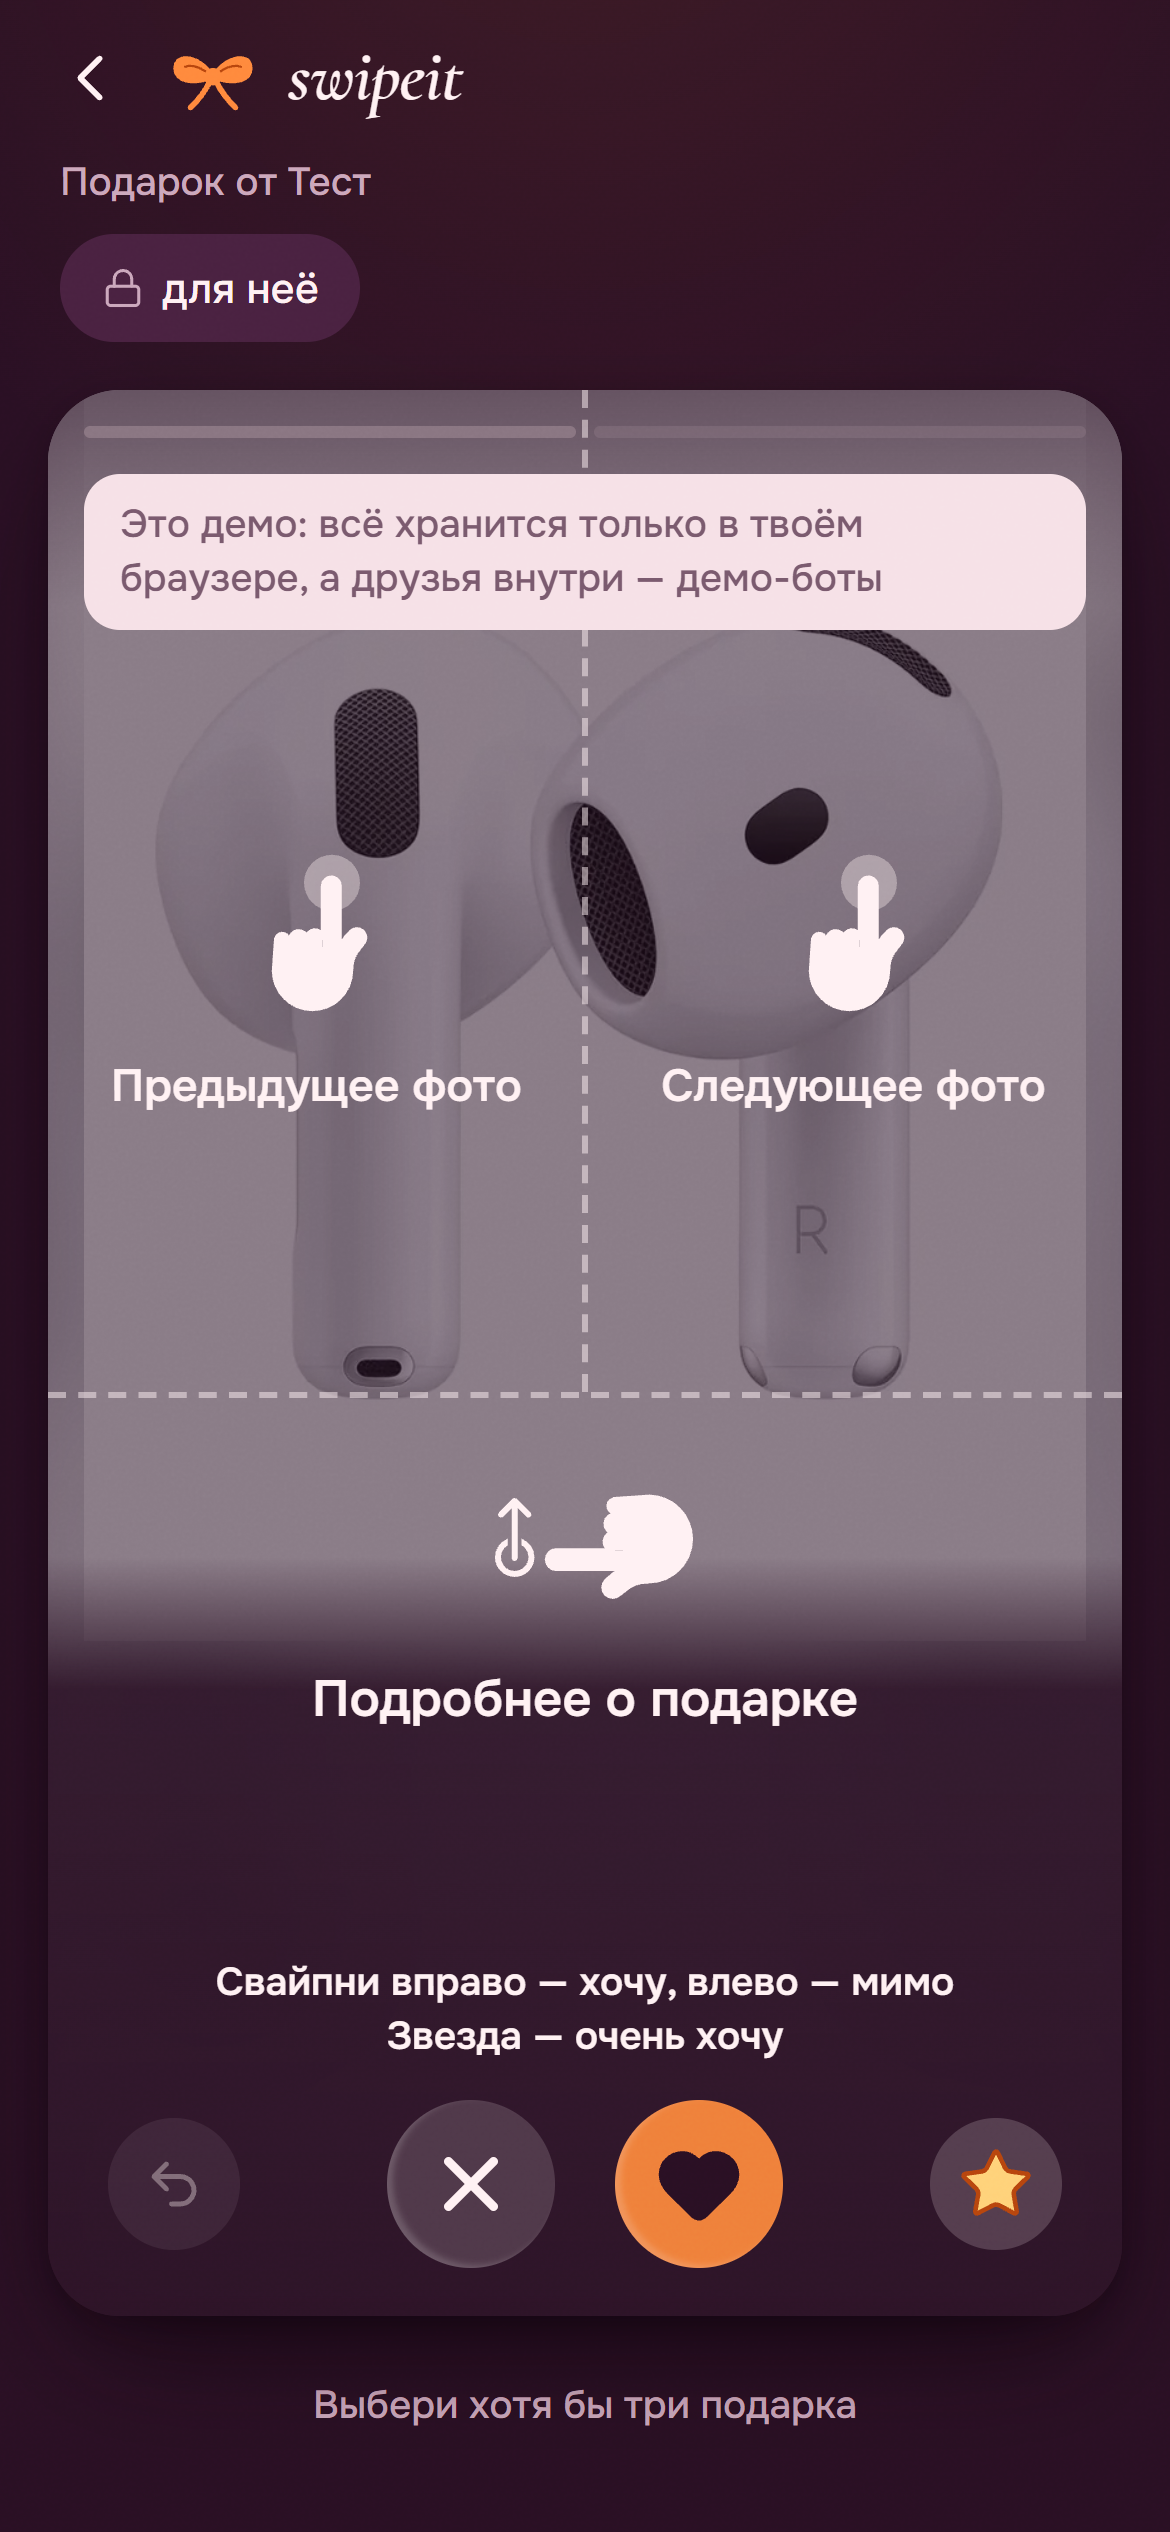 swipeit
Подарок от Тест
для неё
Это демо: всё хранится только в твоём
браузере, а друзья внутри — демо-боты
Предыдущее фото
Следующее фото
R
Подробнее о подарке
Свайпни вправо — хочу, влево — мимо
Звезда — очень хочу
Выбери хотя бы три подарка